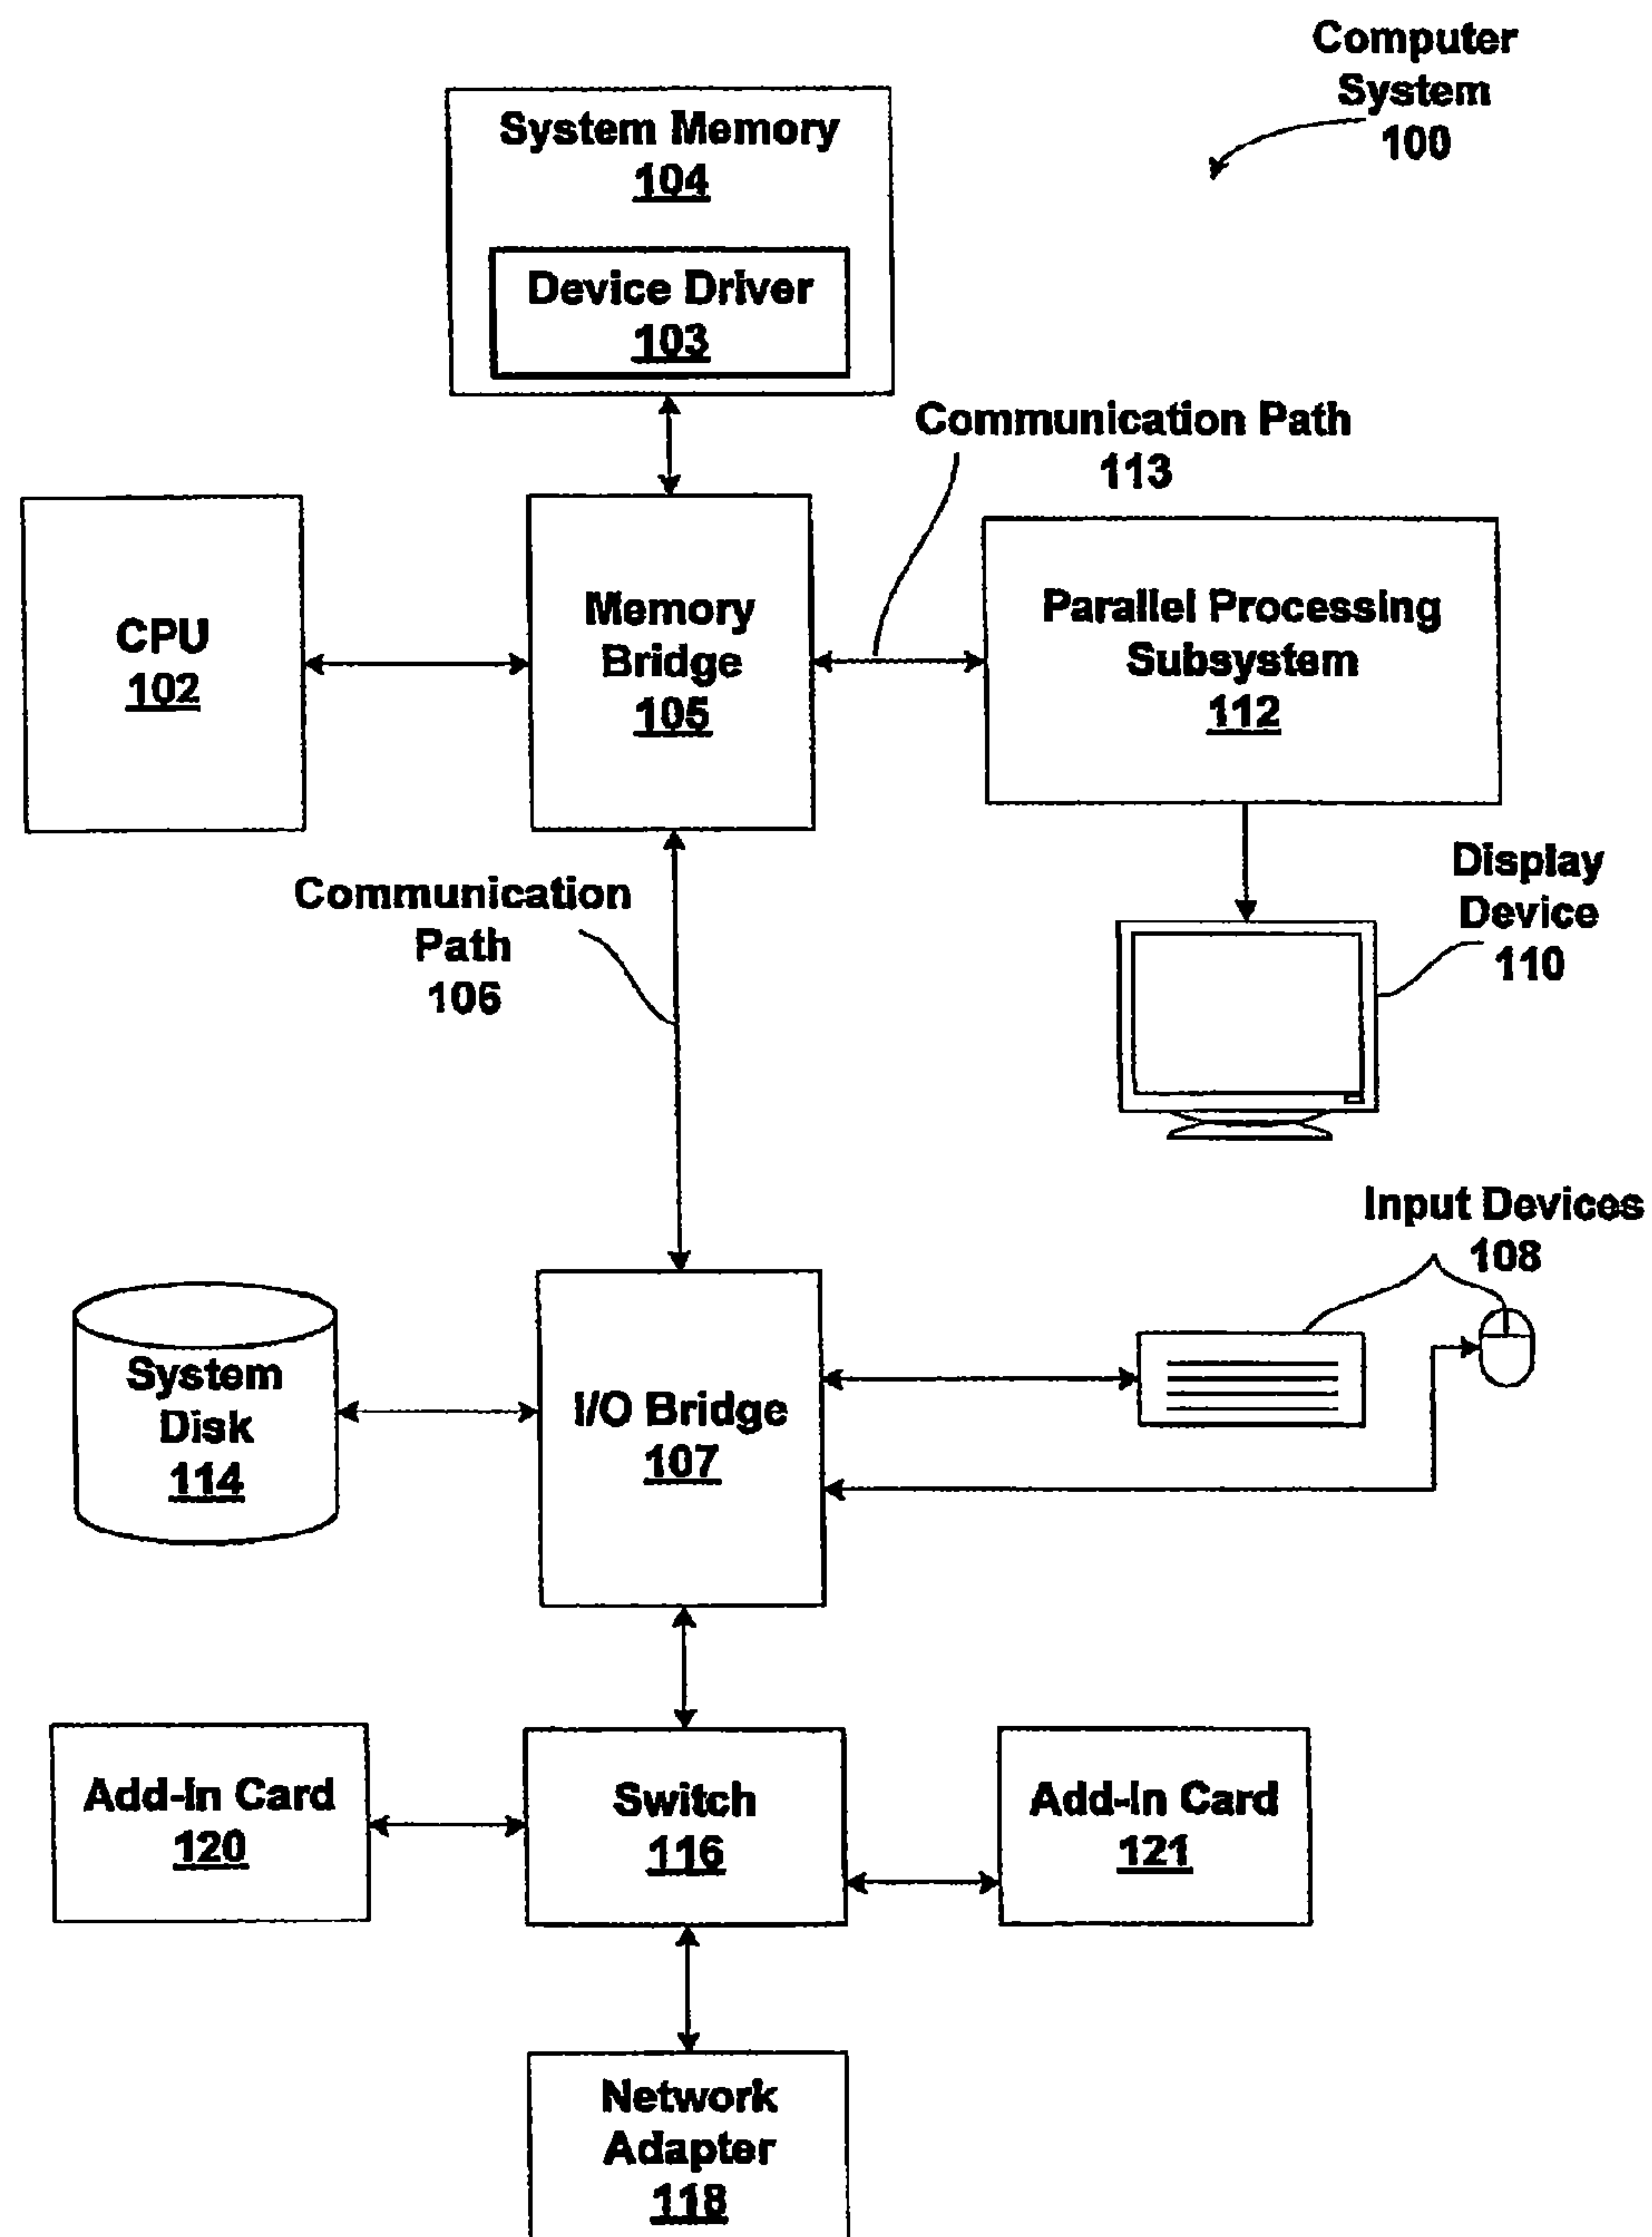 Computer
System
100
System Memory
104
Device Driver
103
Communication Path
113
CPU
102
Memory
Bridge
105
Parallel Processing
Subsystem
112
Communication
Path
106
Display
Device
110
Input Devices
108
System
Disk
114
I/O Bridge
107
Add-In Card
120
Switch
116
Add-In Card
121
Network
Adapter
118